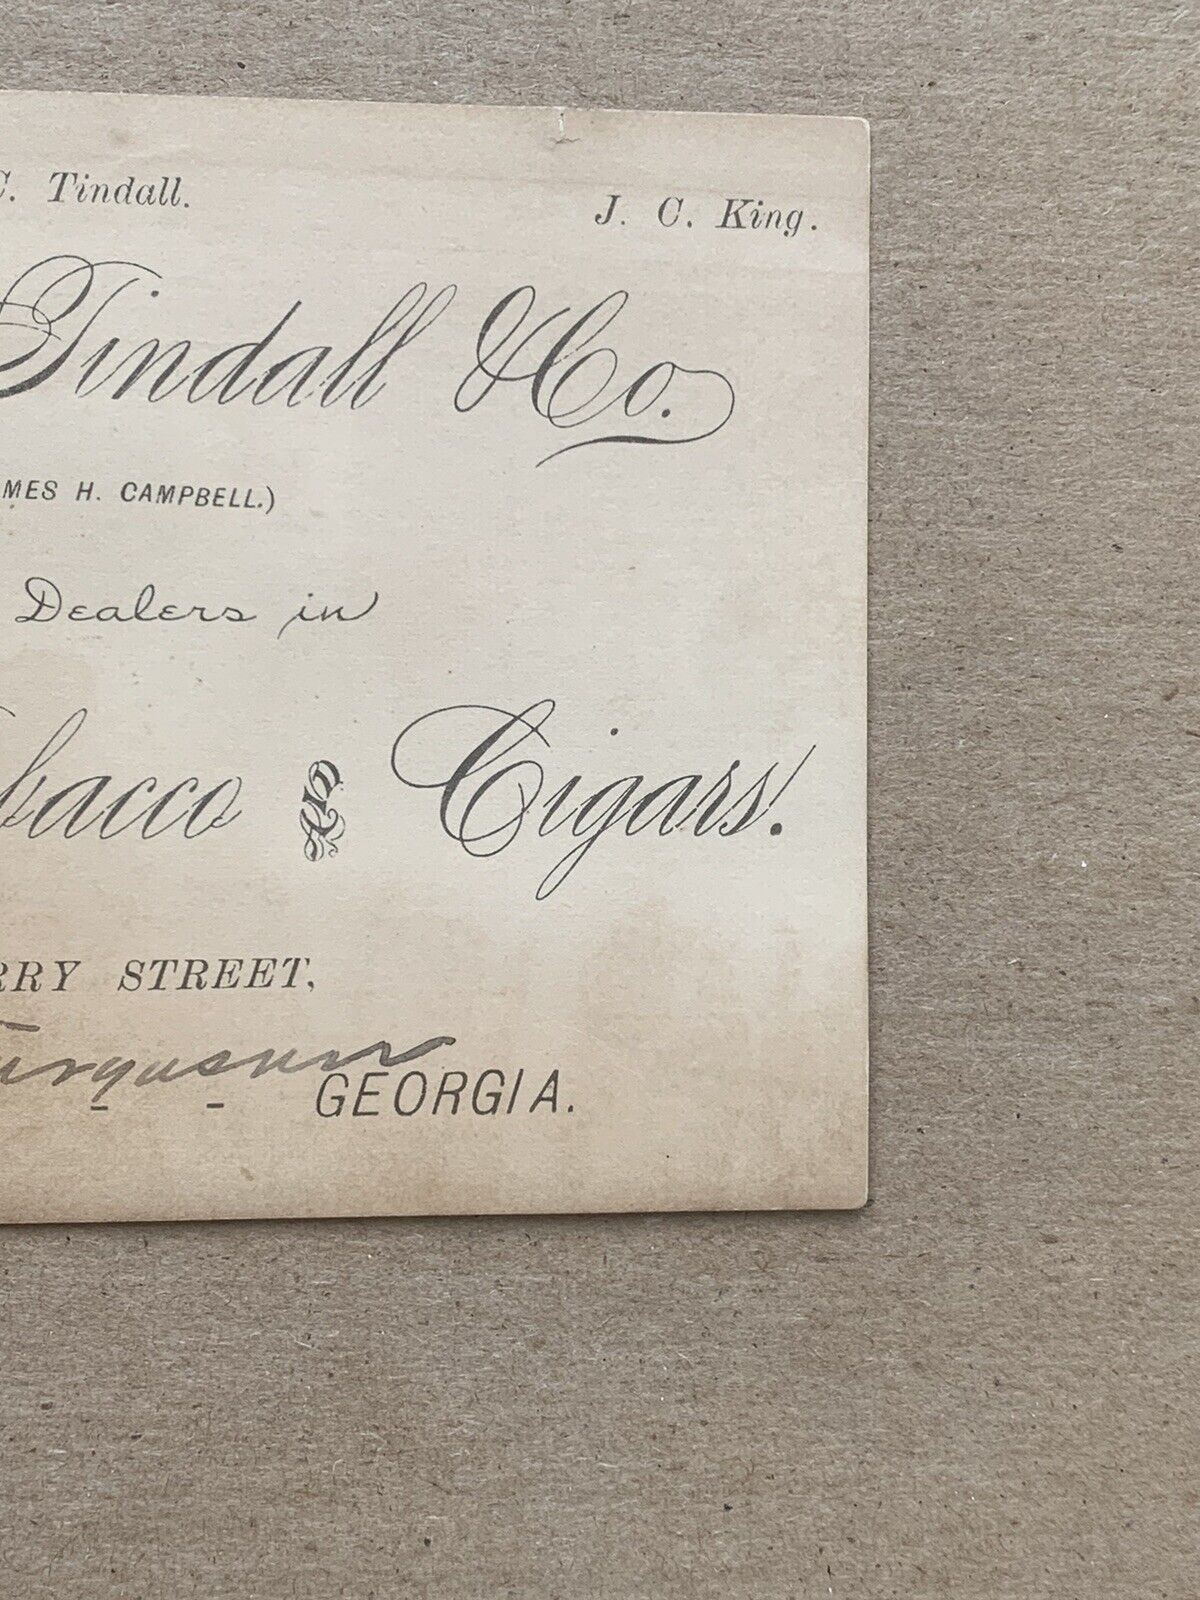 C. Tindall. J. C. King.
Tindall & Co.
MES H. CAMPBELL.)
Dealers in
bacco & Cigars.
RRY STREET,
GEORGIA.